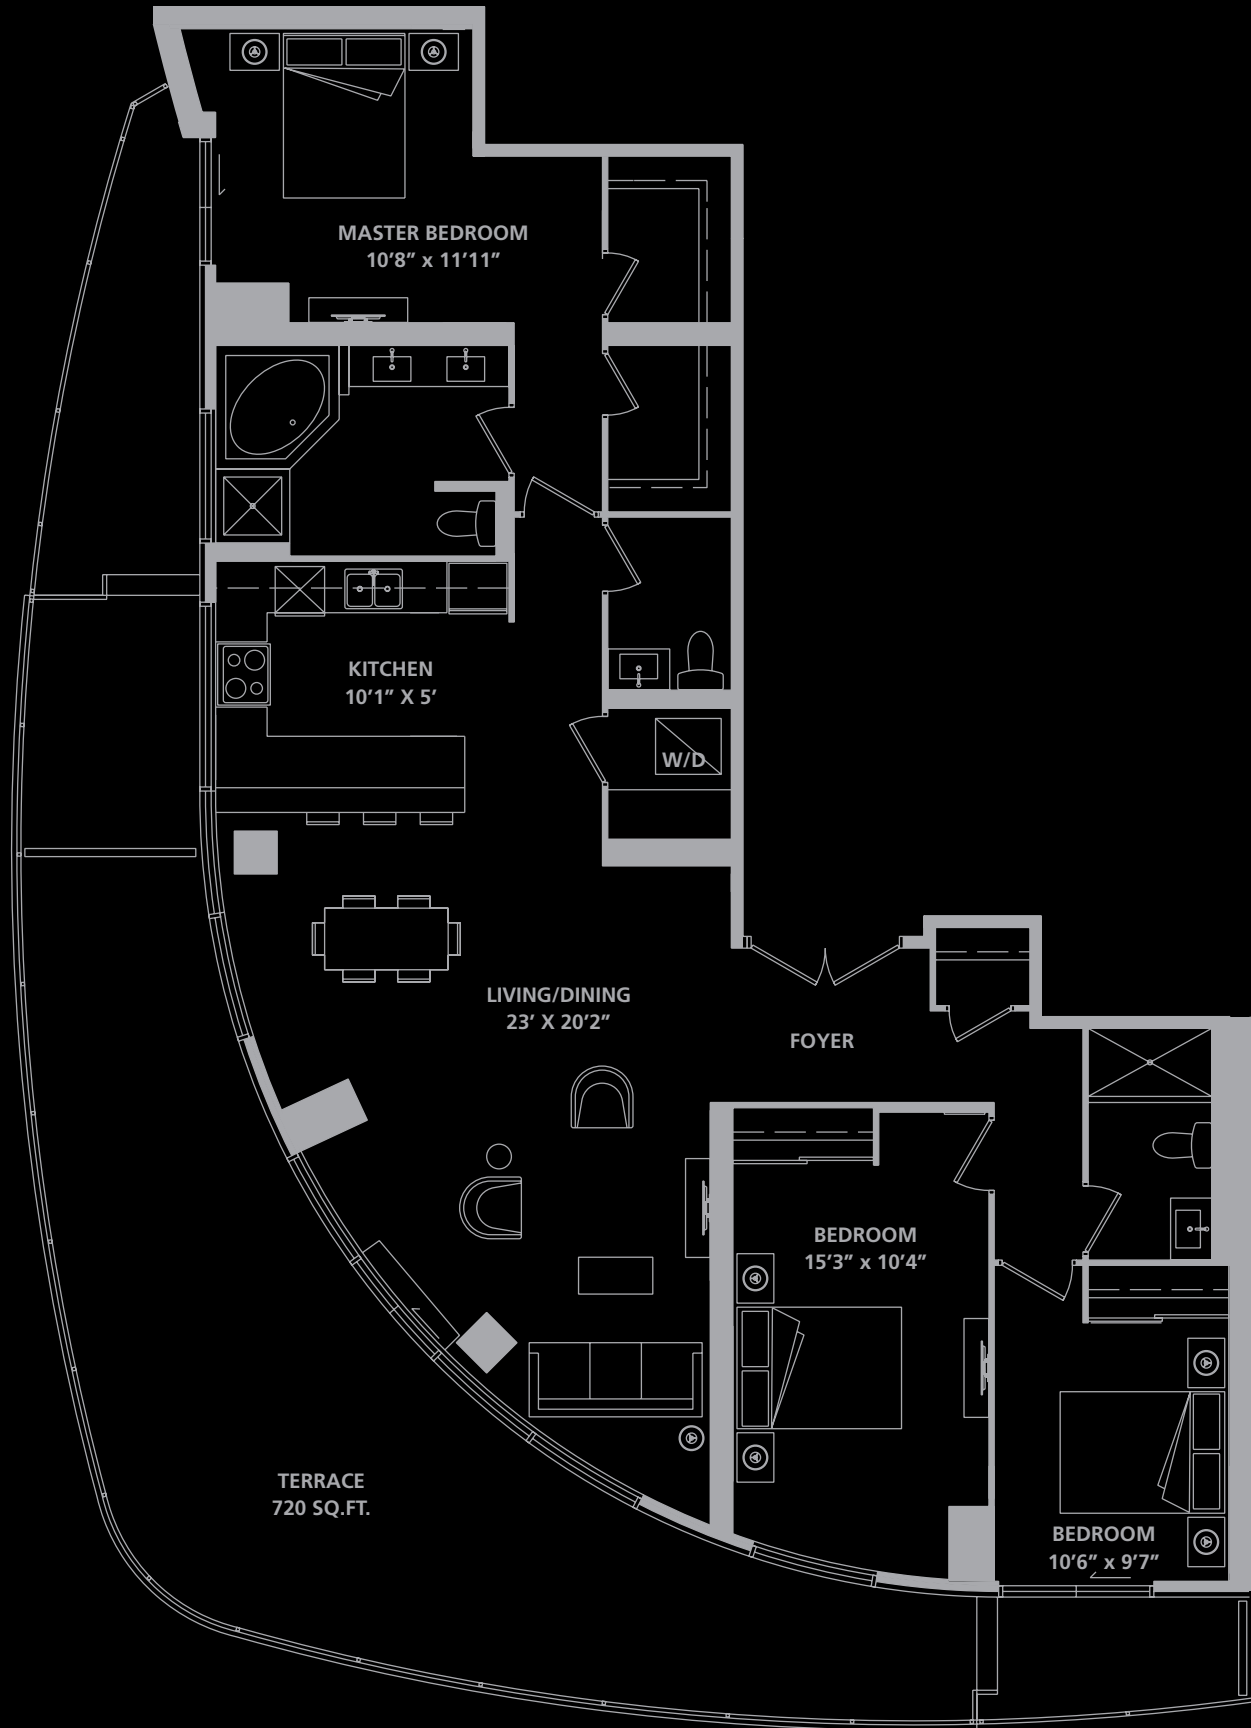 MASTER BEDROOM
10'8" x 11'11"
KITCHEN
10'1" X 5'
W/D
LIVING/DINING
23' X 20'2"
FOYER
BEDROOM
15'3" x 10'4"
TERRACE
720 SQ.FT.
BEDROOM
10'6" x 9'7"